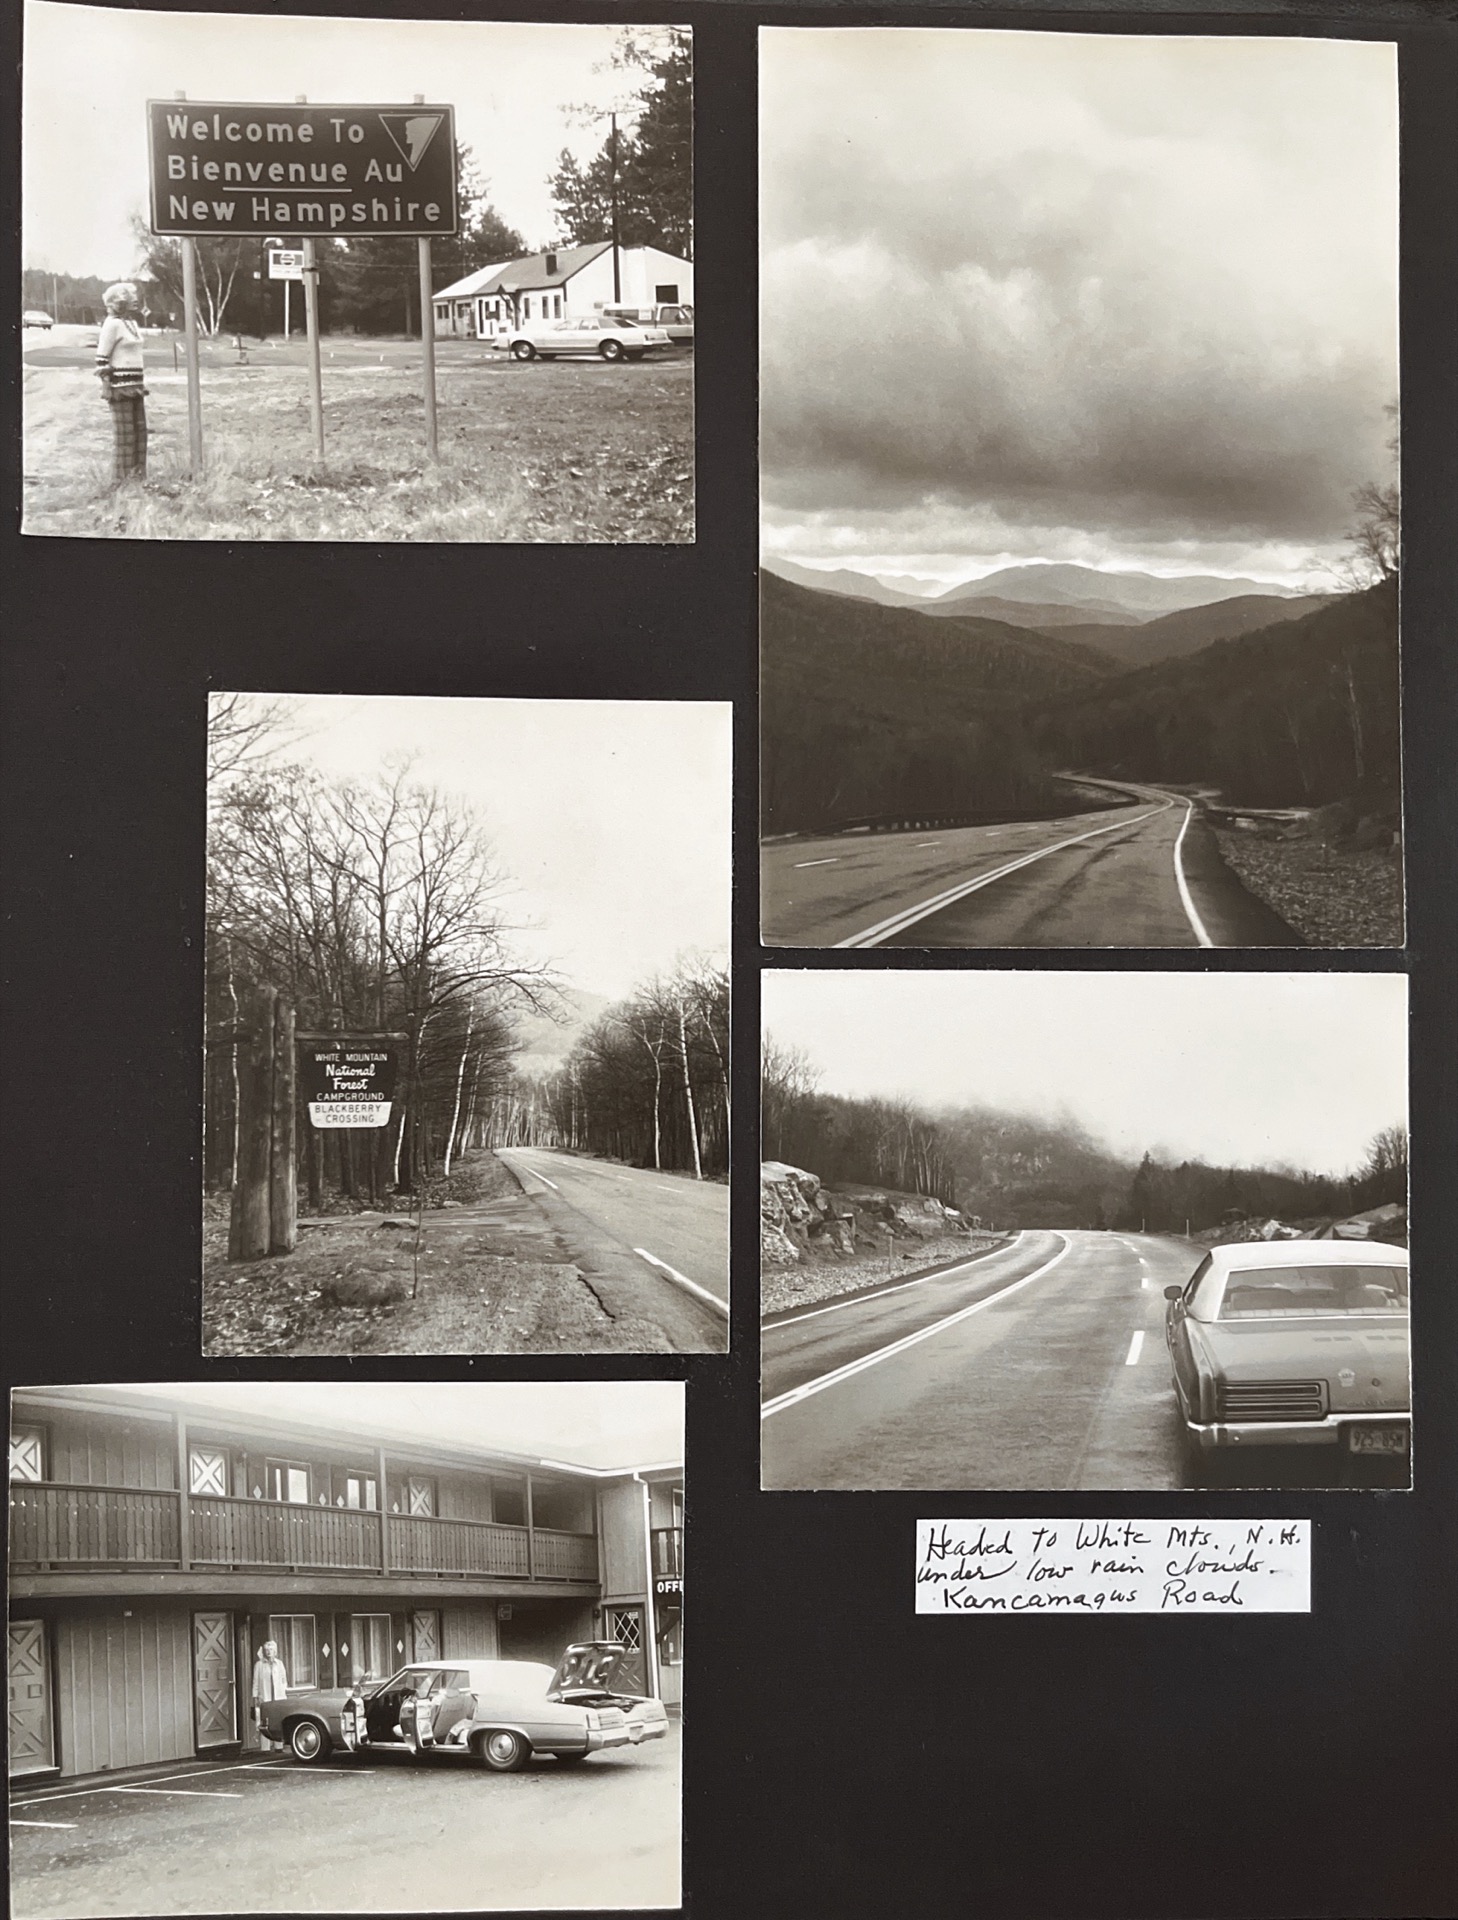 Welcome To
Bienvenue Au
New Hampshire
WHITE MOUNTAIN
National
Forest
CAMPGROUND
BLACKBERRY
CROSSING
OFF
Headed to White Mts., N.H.
under low rain clouds.
Kancamagus Road